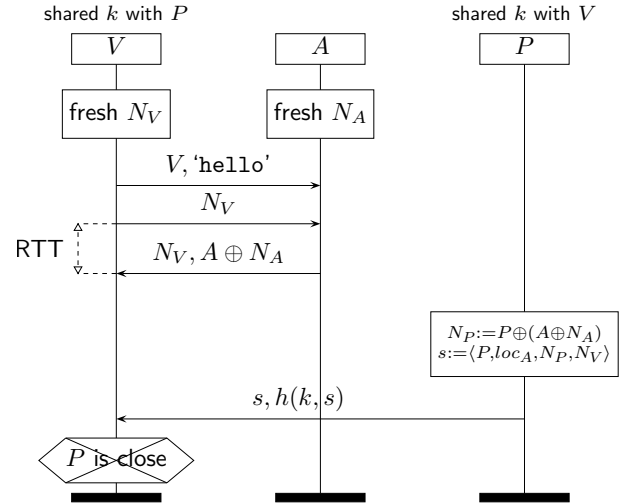 shared k with P
shared k with V
V
A
P
fresh N_V
fresh N_A
V, ‘hello’
N_V
RTT
N_V, A ⊕ N_A
N_P:=P⊕(A⊕N_A)
s:=⟨P,loc_A,N_P,N_V⟩
s, h(k, s)
P is close